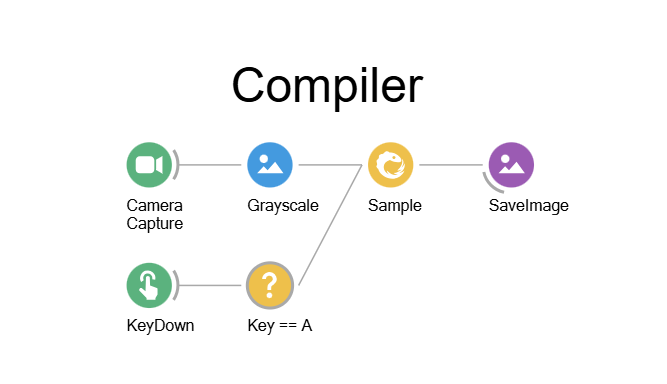 Compiler
Camera
Capture
Grayscale
Sample
SaveImage
?
KeyDown
Key == A